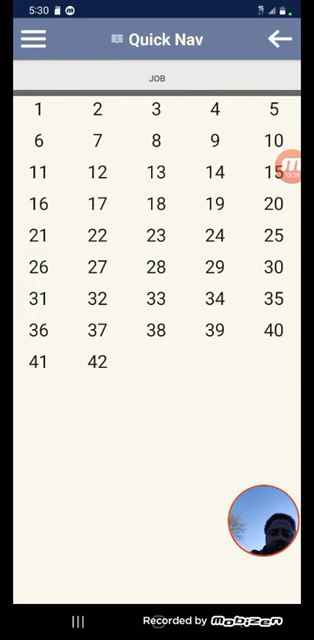 5:30
Quick Nav
JOB
1 2 3 4 5
6 7 8 9 10
11 12 13 14 15
16 17 18 19 20
21 22 23 24 25
26 27 28 29 30
31 32 33 34 35
36 37 38 39 40
41 42
Recorded by MOBIZEN